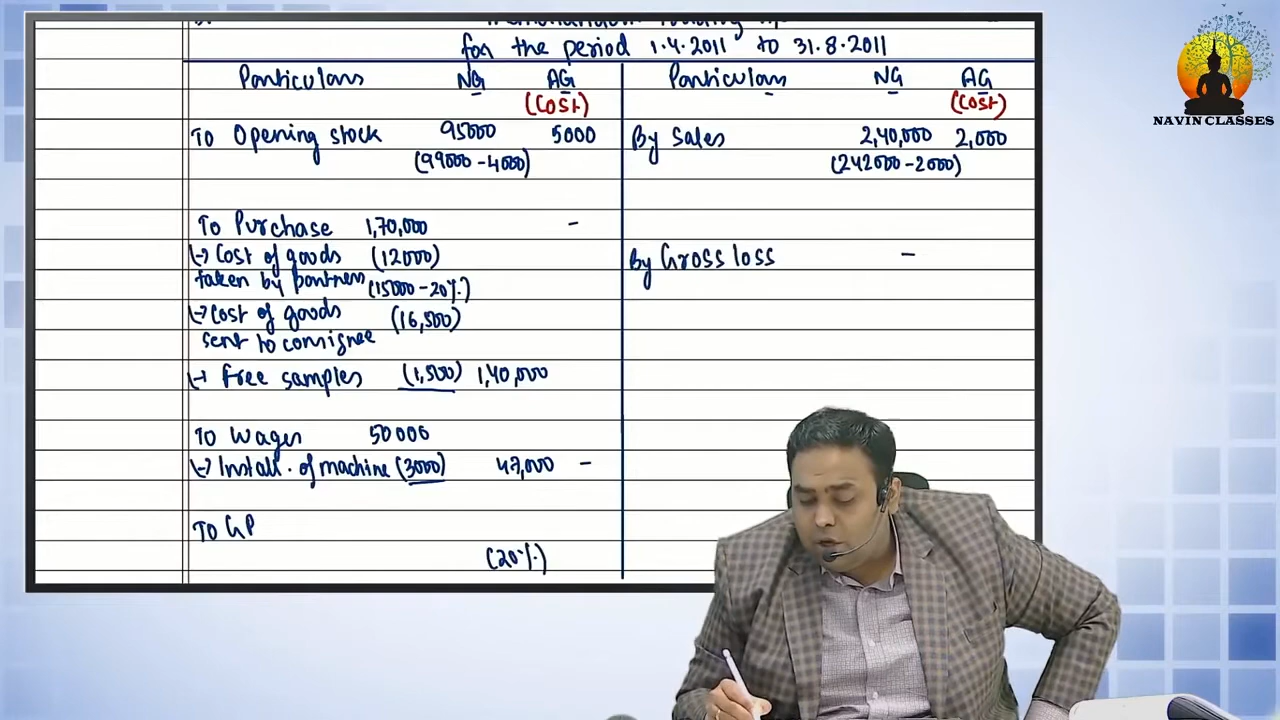 for the period 1.4.2011 to 31.8.2011
Particulars NG AG Particulars NG AG
(Cost) (Cost)
To Opening stock 95000 5000 By Sales 2,40,000 2,000
(99000-4000) (242000-2000)
To Purchase 1,70,000 -
(-) Cost of goods (12000) By Gross loss -
taken by partners (15000-20%)
(-) Cost of goods (16,500)
sent to consignee
(-) Free samples (1,500) 1,40,000
To Wages 50000
(-) Install. of machine (3000) 47,000 -
To GP
(20%)
NAVIN CLASSES